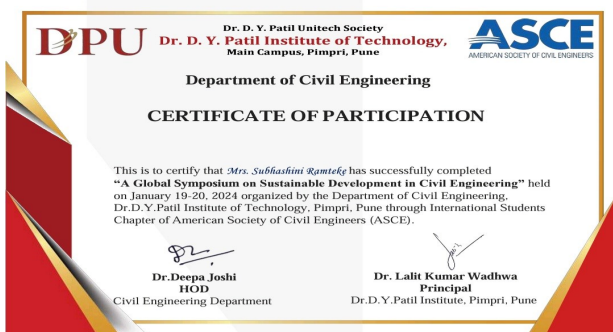 DPU
Dr. D. Y. Patil Unitech Society
Dr. D. Y. Patil Institute of Technology,
Main Campus, Pimpri, Pune
ASCE
AMERICAN SOCIETY OF CIVIL ENGINEERS
Department of Civil Engineering
CERTIFICATE OF PARTICIPATION
This is to certify that Mrs. Subhashini Ramteke has successfully completed
“A Global Symposium on Sustainable Development in Civil Engineering” held
on January 19-20, 2024 organized by the Department of Civil Engineering,
Dr.D.Y.Patil Institute of Technology, Pimpri, Pune through International Students
Chapter of American Society of Civil Engineers (ASCE).
Dr.Deepa Joshi
HOD
Civil Engineering Department
Dr. Lalit Kumar Wadhwa
Principal
Dr.D.Y.Patil Institute, Pimpri, Pune